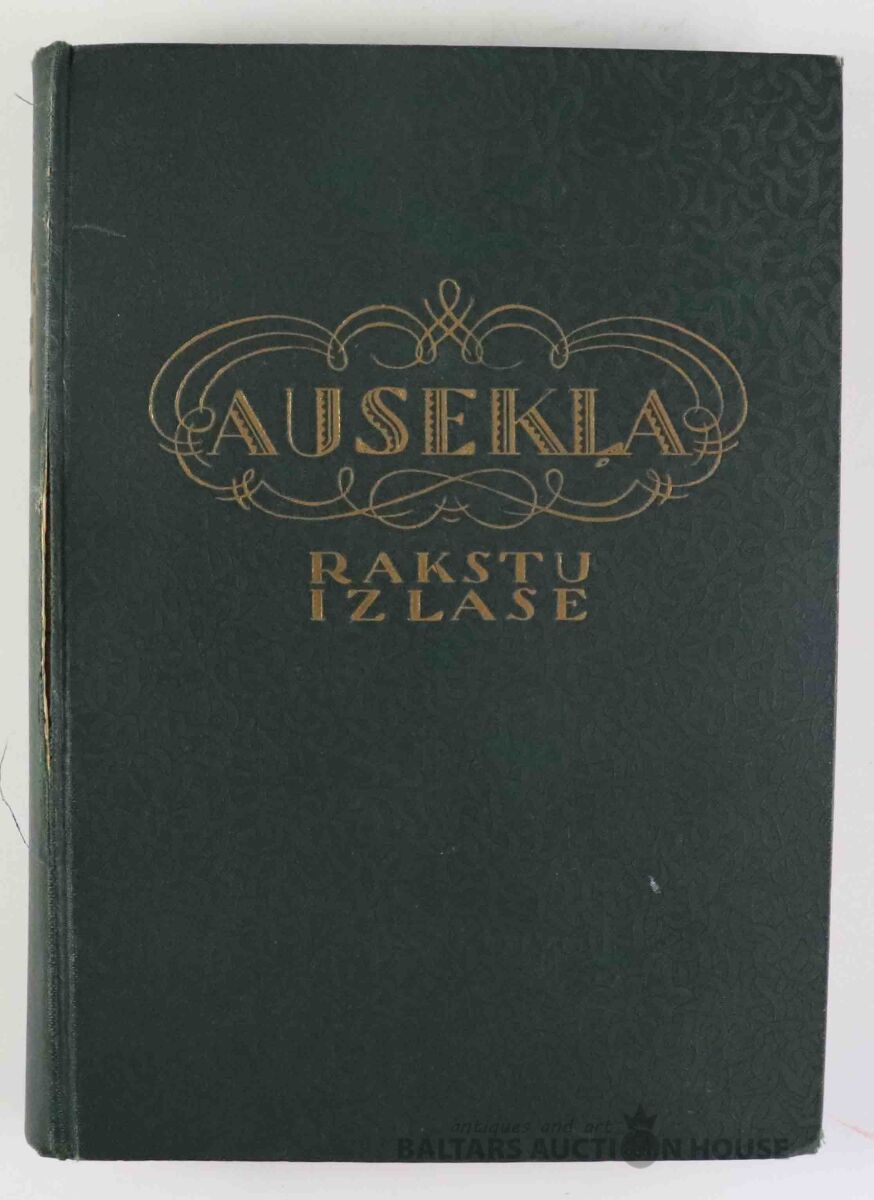 AUSEKĻA
RAKSTU
IZLASE
antiques and art
BALTARS AUCTION HOUSE